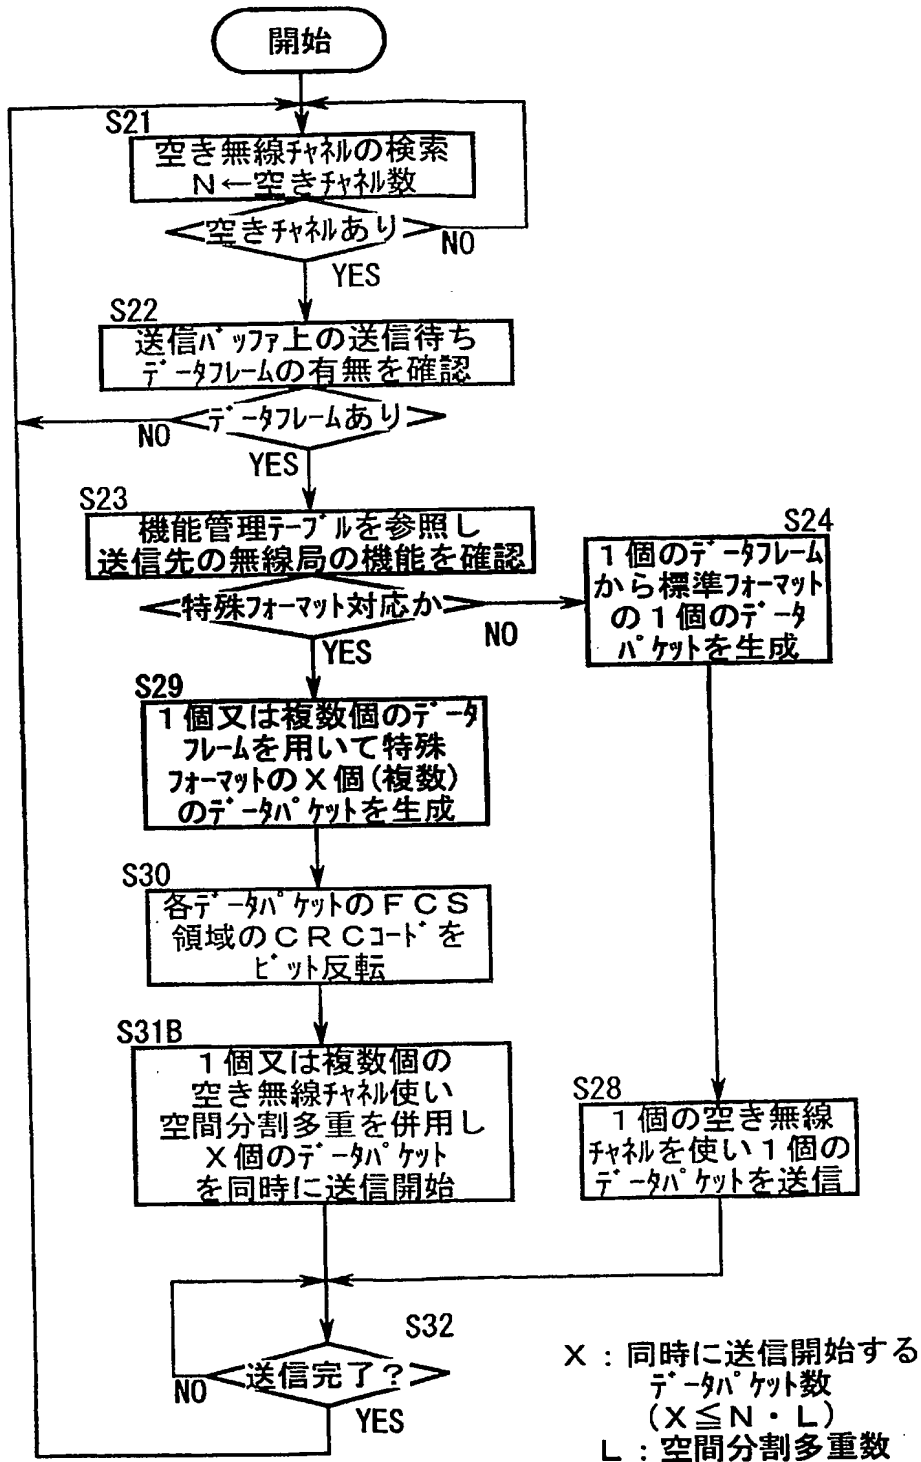 開始
S21
空き無線チャネルの検索
N←空きチャネル数
空きチャネルあり
NO
YES
S22
送信バッファ上の送信待ち
データフレームの有無を確認
データフレームあり
NO
YES
S23
機能管理テーブルを参照し
送信先の無線局の機能を確認
特殊フォーマット対応か
NO
YES
S24
1個のデータフレーム
から標準フォーマット
の1個のデータ
パケットを生成
S29
1個又は複数個のデータ
フレームを用いて特殊
フォーマットのX個(複数)
のデータパケットを生成
S30
各データパケットのFCS
領域のCRCコードを
ビット反転
S31B
1個又は複数個の
空き無線チャネル使い
空間分割多重を併用し
X個のデータパケット
を同時に送信開始
S28
1個の空き無線
チャネルを使い1個の
データパケットを送信
S32
送信完了?
NO
YES
X:同時に送信開始する
データパケット数
(X≦N・L)
L:空間分割多重数